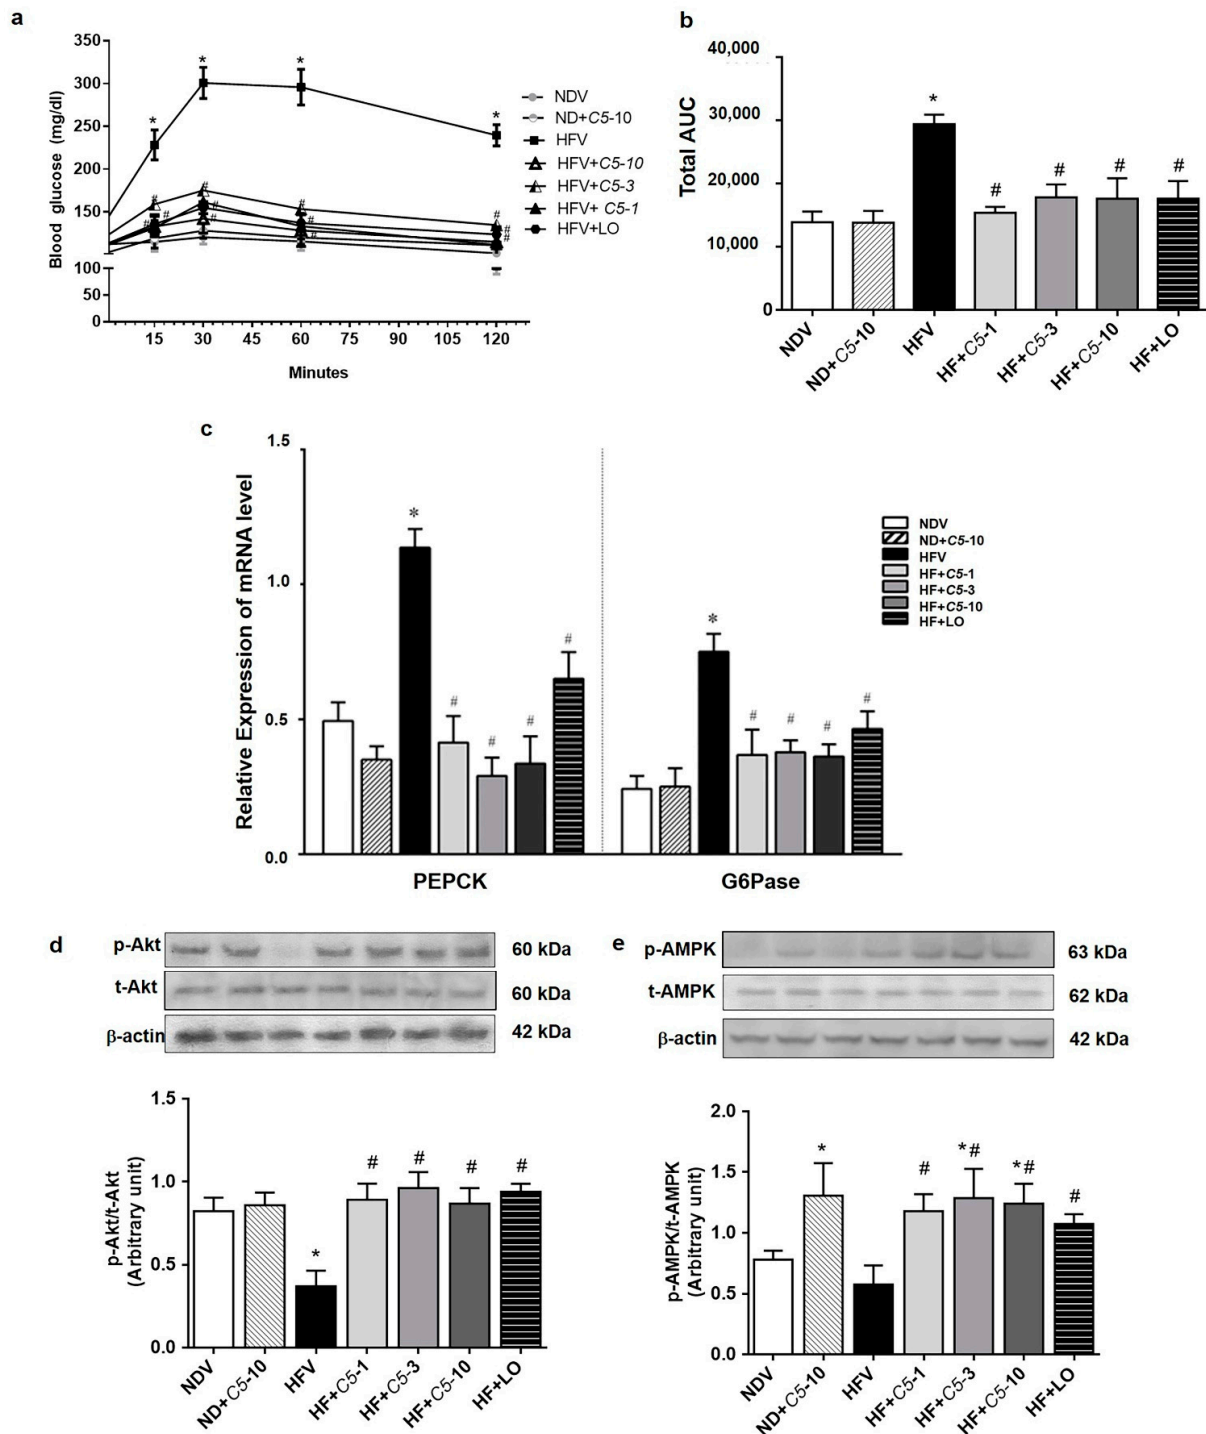 a
350
300
250
200
150
100
50
0
Blood glucose (mg/dl)
*
*
*
*
#
#
#
#
#
#
#
#
#
#
#
#
15
30
45
60
75
90
105
120
Minutes
NDV
ND+C5-10
HFV
HFV+C5-10
HFV+C5-3
HFV+ C5-1
HFV+LO
b
40,000
30,000
20,000
10,000
0
Total AUC
*
#
#
#
#
NDV
ND+C5-10
HFV
HF+C5-1
HF+C5-3
HF+C5-10
HF+LO
c
1.5
1.0
0.5
0.0
Relative Expression of mRNA level
*
#
#
#
#
*
#
#
#
#
PEPCK
G6Pase
NDV
ND+C5-10
HFV
HF+C5-1
HF+C5-3
HF+C5-10
HF+LO
d
p-Akt
60 kDa
t-Akt
60 kDa
β-actin
42 kDa
1.5
1.0
0.5
0.0
p-Akt/t-Akt
(Arbitrary unit)
*
#
#
#
#
NDV
ND+C5-10
HFV
HF+C5-1
HF+C5-3
HF+C5-10
HF+LO
e
p-AMPK
63 kDa
t-AMPK
62 kDa
β-actin
42 kDa
2.0
1.5
1.0
0.5
0.0
p-AMPK/t-AMPK
(Arbitrary unit)
*
#
*#
*#
#
NDV
ND+C5-10
HFV
HF+C5-1
HF+C5-3
HF+C5-10
HF+LO